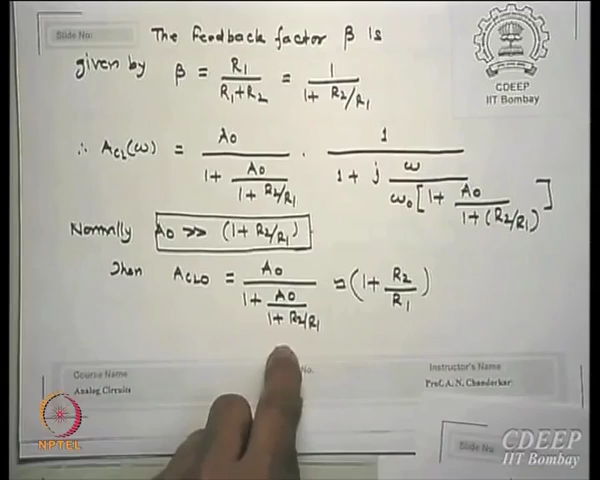 Slide No:
The Feedback factor β is
given by β = R1/(R1+R2) = 1/(1+ R2/R1)
CDEEP
IIT Bombay
∴ ACL(ω) = A0/(1 + A0/(1+ R2/R1)) · 1/(1 + j ω/(ω0[1+ A0/(1+(R2/R1))]))
Normally A0 >> (1+ R2/R1).
Then ACL0 = A0/(1+ A0/(1+ R2/R1)) ≈ (1+ R2/R1)
No.
Course Name
Analog Circuits
Instructor's Name
Prof. A. N. Chandorkar
NPTEL
Slide No
CDEEP
IIT Bombay